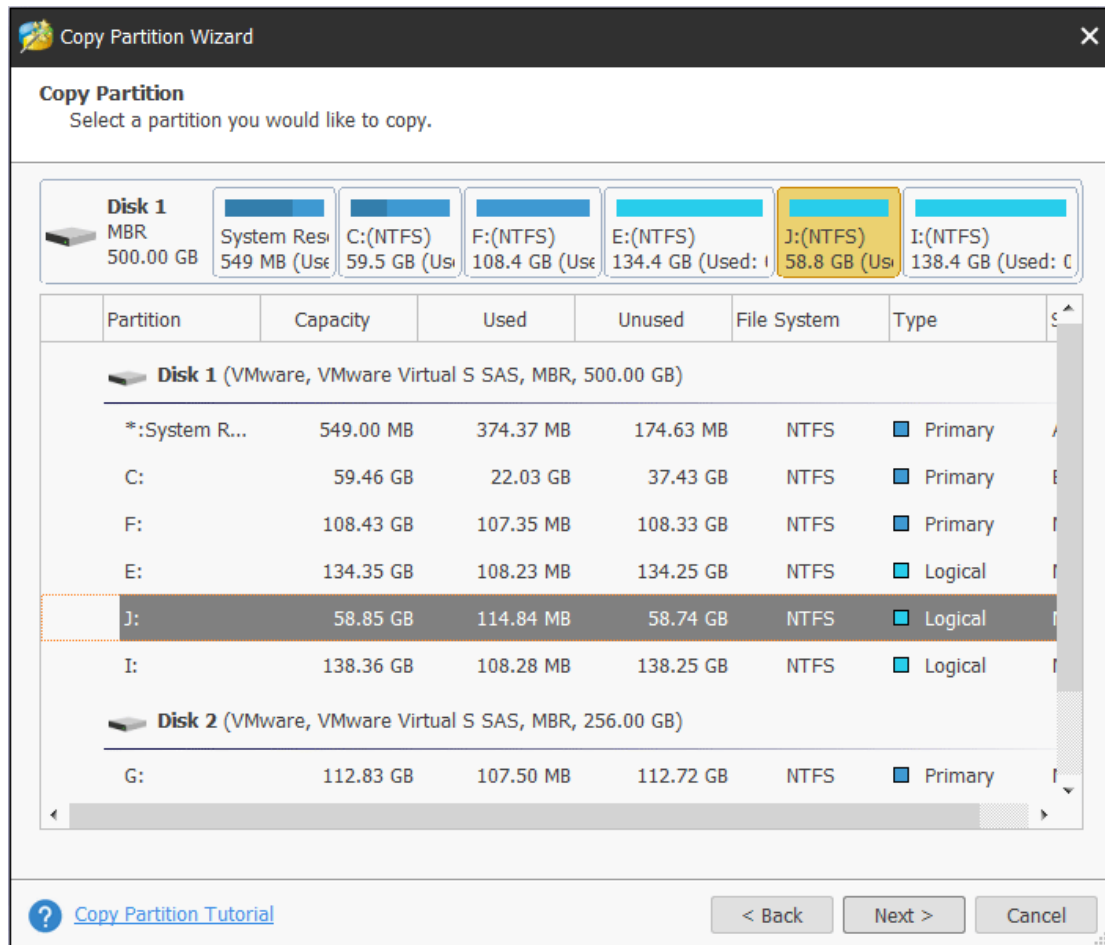 Copy Partition Wizard
Copy Partition
Select a partition you would like to copy.
Disk 1
MBR
500.00 GB
System Res
549 MB (Use
C:(NTFS)
59.5 GB (Us
F:(NTFS)
108.4 GB (Use
E:(NTFS)
134.4 GB (Used:
J:(NTFS)
58.8 GB (Us
I:(NTFS)
138.4 GB (Used: 0
Partition Capacity Used Unused File System Type
Disk 1 (VMware, VMware Virtual S SAS, MBR, 500.00 GB)
*:System R... 549.00 MB 374.37 MB 174.63 MB NTFS Primary
C: 59.46 GB 22.03 GB 37.43 GB NTFS Primary
F: 108.43 GB 107.35 MB 108.33 GB NTFS Primary
E: 134.35 GB 108.23 MB 134.25 GB NTFS Logical
J: 58.85 GB 114.84 MB 58.74 GB NTFS Logical
I: 138.36 GB 108.28 MB 138.25 GB NTFS Logical
Disk 2 (VMware, VMware Virtual S SAS, MBR, 256.00 GB)
G: 112.83 GB 107.50 MB 112.72 GB NTFS Primary
Copy Partition Tutorial
< Back Next > Cancel